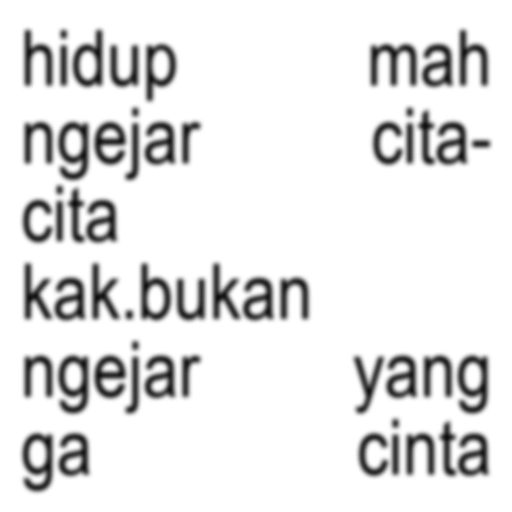 hidup mah
ngejar cita-
cita
kak.bukan
ngejar yang
ga cinta